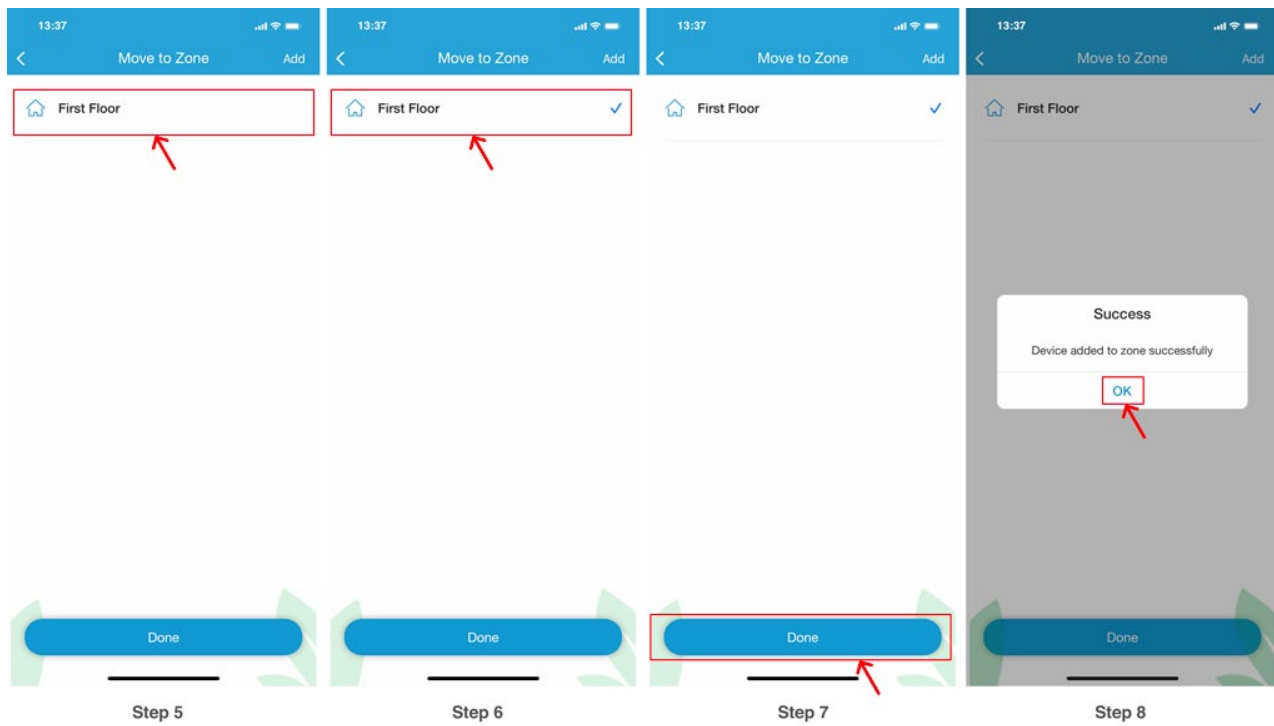 13:37
Move to Zone Add
First Floor
Done
Step 5
13:37
Move to Zone Add
First Floor
Done
Step 6
13:37
Move to Zone Add
First Floor
Done
Step 7
13:37
Move to Zone Add
First Floor
Success
Device added to zone successfully
OK
Done
Step 8